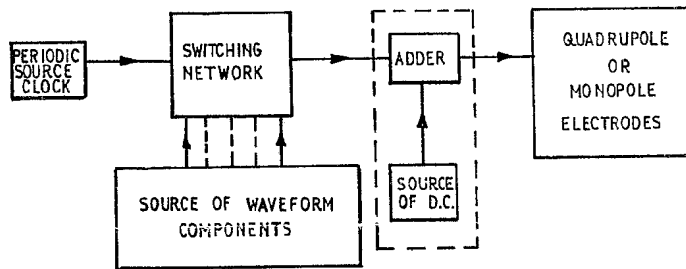 PERIODIC
SOURCE
CLOCK
SWITCHING
NETWORK
ADDER
QUADRUPOLE
OR
MONOPOLE
ELECTRODES
SOURCE OF WAVEFORM
COMPONENTS
SOURCE
OF D.C.